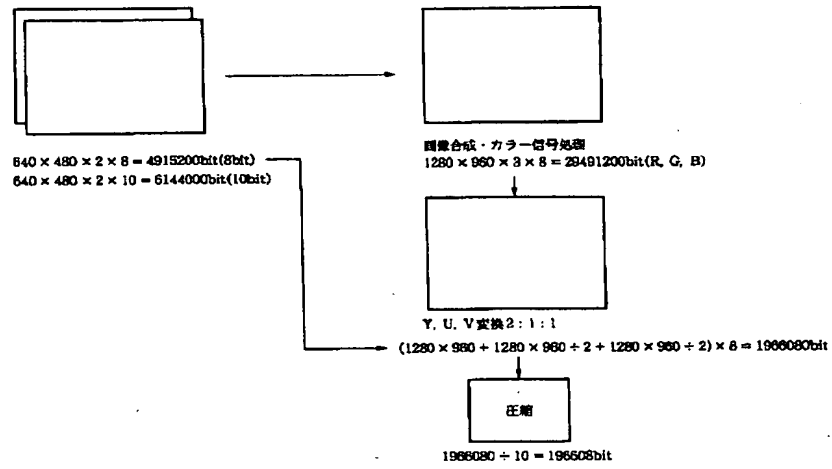 640 × 480 × 2 × 8 = 4915200bit(8bit)
640 × 480 × 2 × 10 = 6144000bit(10bit)
画像合成・カラー信号処理
1280 × 960 × 3 × 8 = 29491200bit(R, G, B)
Y, U, V変換2:1:1
(1280 × 960 + 1280 × 960 ÷ 2 + 1280 × 960 ÷ 2) × 8 = 1966080bit
圧縮
1966080 ÷ 10 = 196608bit